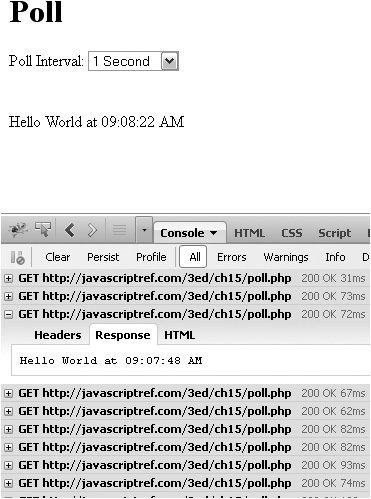 Poll
Poll Interval: 1 Second
Hello World at 09:08:22 AM
Console HTML CSS Script
Clear Persist Profile All Errors Warnings Info
GET http://javascriptref.com/3ed/ch15/poll.php 200 OK 31ms
GET http://javascriptref.com/3ed/ch15/poll.php 200 OK 73ms
GET http://javascriptref.com/3ed/ch15/poll.php 200 OK 72ms
Headers Response HTML
Hello World at 09:07:48 AM
GET http://javascriptref.com/3ed/ch15/poll.php 200 OK 67ms
GET http://javascriptref.com/3ed/ch15/poll.php 200 OK 62ms
GET http://javascriptref.com/3ed/ch15/poll.php 200 OK 82ms
GET http://javascriptref.com/3ed/ch15/poll.php 200 OK 82ms
GET http://javascriptref.com/3ed/ch15/poll.php 200 OK 93ms
GET http://javascriptref.com/3ed/ch15/poll.php 200 OK 74ms